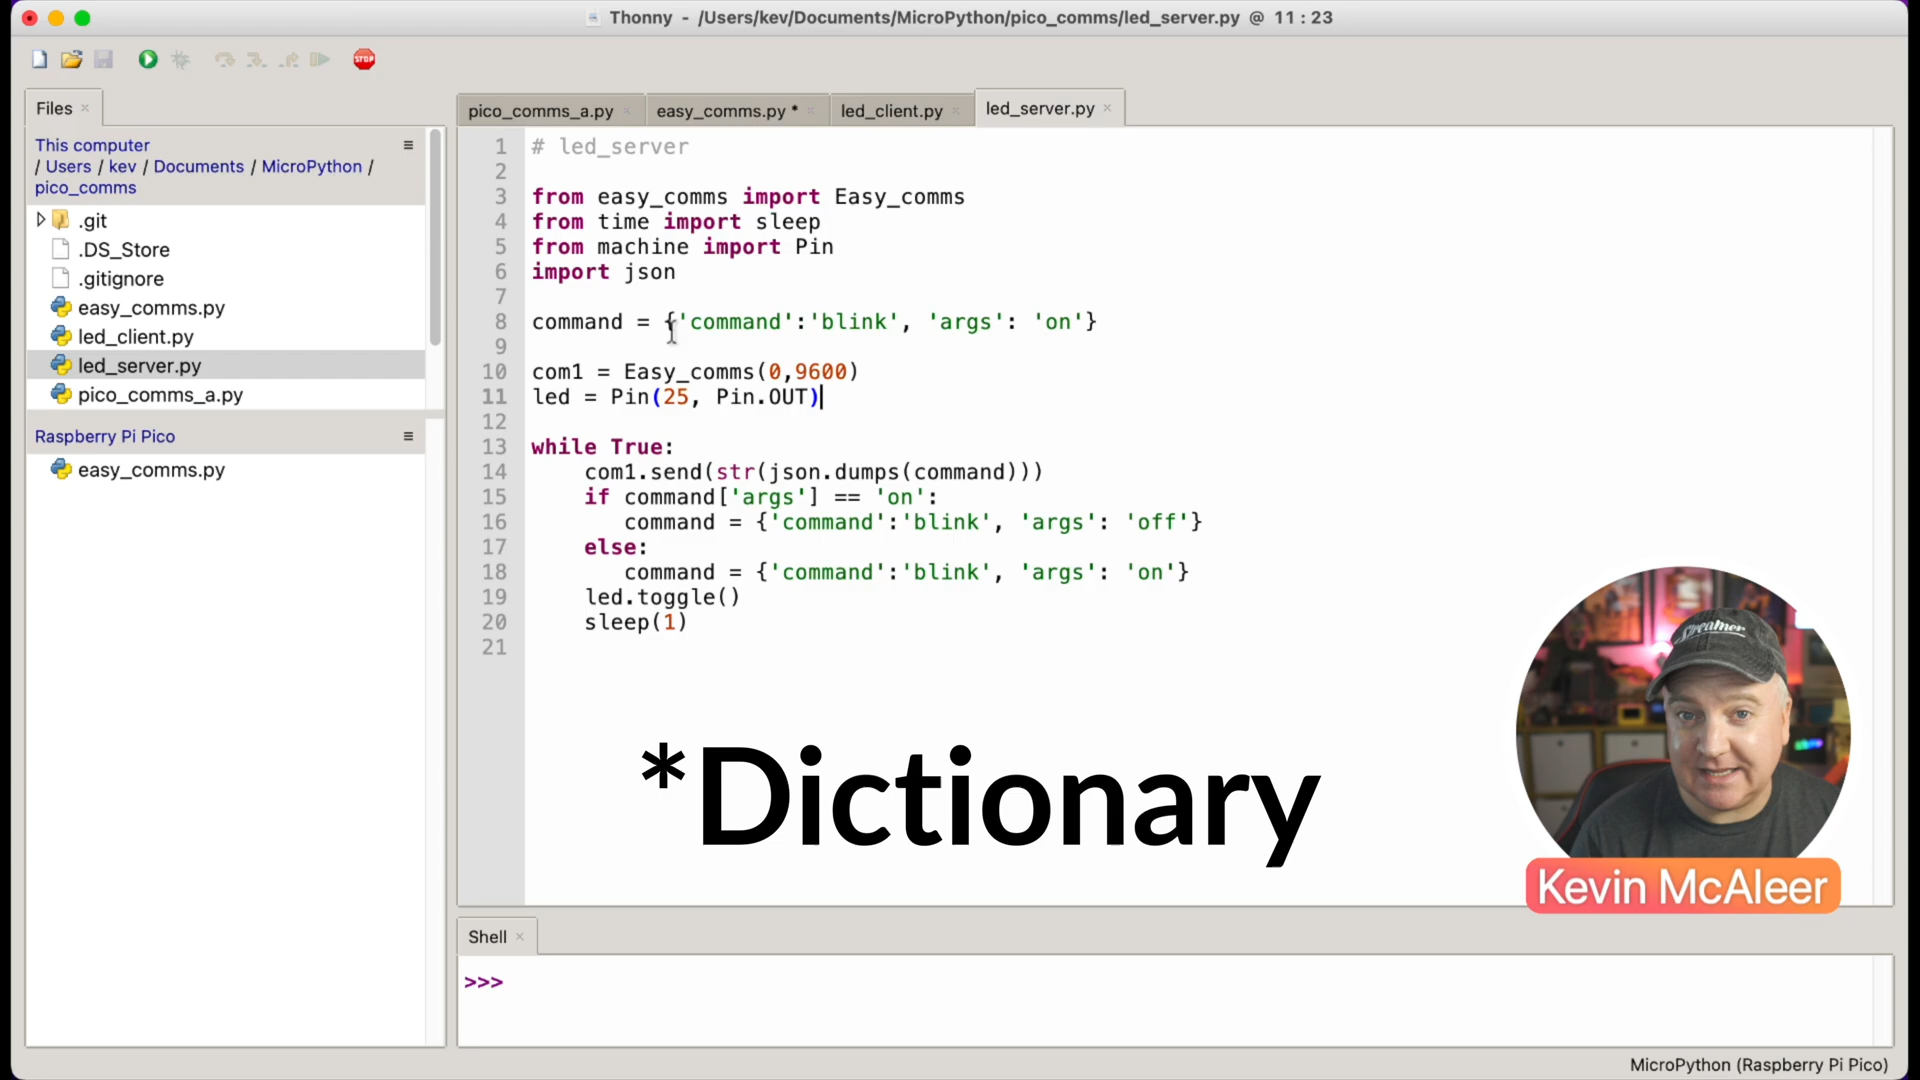 Thonny - /Users/kev/Documents/MicroPython/pico_comms/led_server.py @ 11 : 23
STOP
Files
This computer
/ Users / kev / Documents / MicroPython /
pico_comms
.git
.DS_Store
.gitignore
easy_comms.py
led_client.py
led_server.py
pico_comms_a.py
Raspberry Pi Pico
easy_comms.py
pico_comms_a.py
easy_comms.py *
led_client.py
led_server.py
1 # led_server
2
3 from easy_comms import Easy_comms
4 from time import sleep
5 from machine import Pin
6 import json
7
8 command = {'command':'blink', 'args': 'on'}
9
10 com1 = Easy_comms(0,9600)
11 led = Pin(25, Pin.OUT)
12
13 while True:
14 com1.send(str(json.dumps(command)))
15 if command['args'] == 'on':
16 command = {'command':'blink', 'args': 'off'}
17 else:
18 command = {'command':'blink', 'args': 'on'}
19 led.toggle()
20 sleep(1)
21
*Dictionary
Streamer
Kevin McAleer
Shell
>>>
MicroPython (Raspberry Pi Pico)